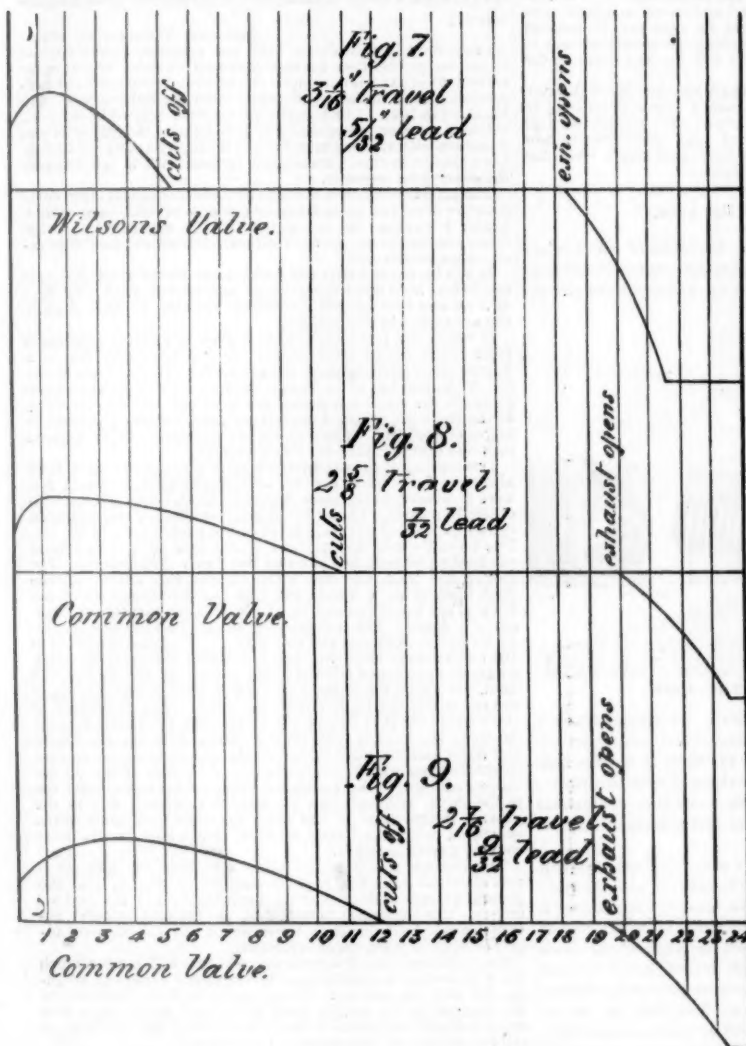 Fig. 7.
3 1/16" Travel
5/32" lead
cuts off
exh. opens
Wilson's Valve.
Fig. 8.
2 5/8 Travel
7/32 lead
cuts
exhaust opens
Common Valve.
Fig. 9.
2 7/16 Travel
9/32 lead
cuts off
exhaust opens
1 2 3 4 5 6 7 8 9 10 11 12 13 14 15 16 17 18 19 20 21 22 23 24
Common Valve.